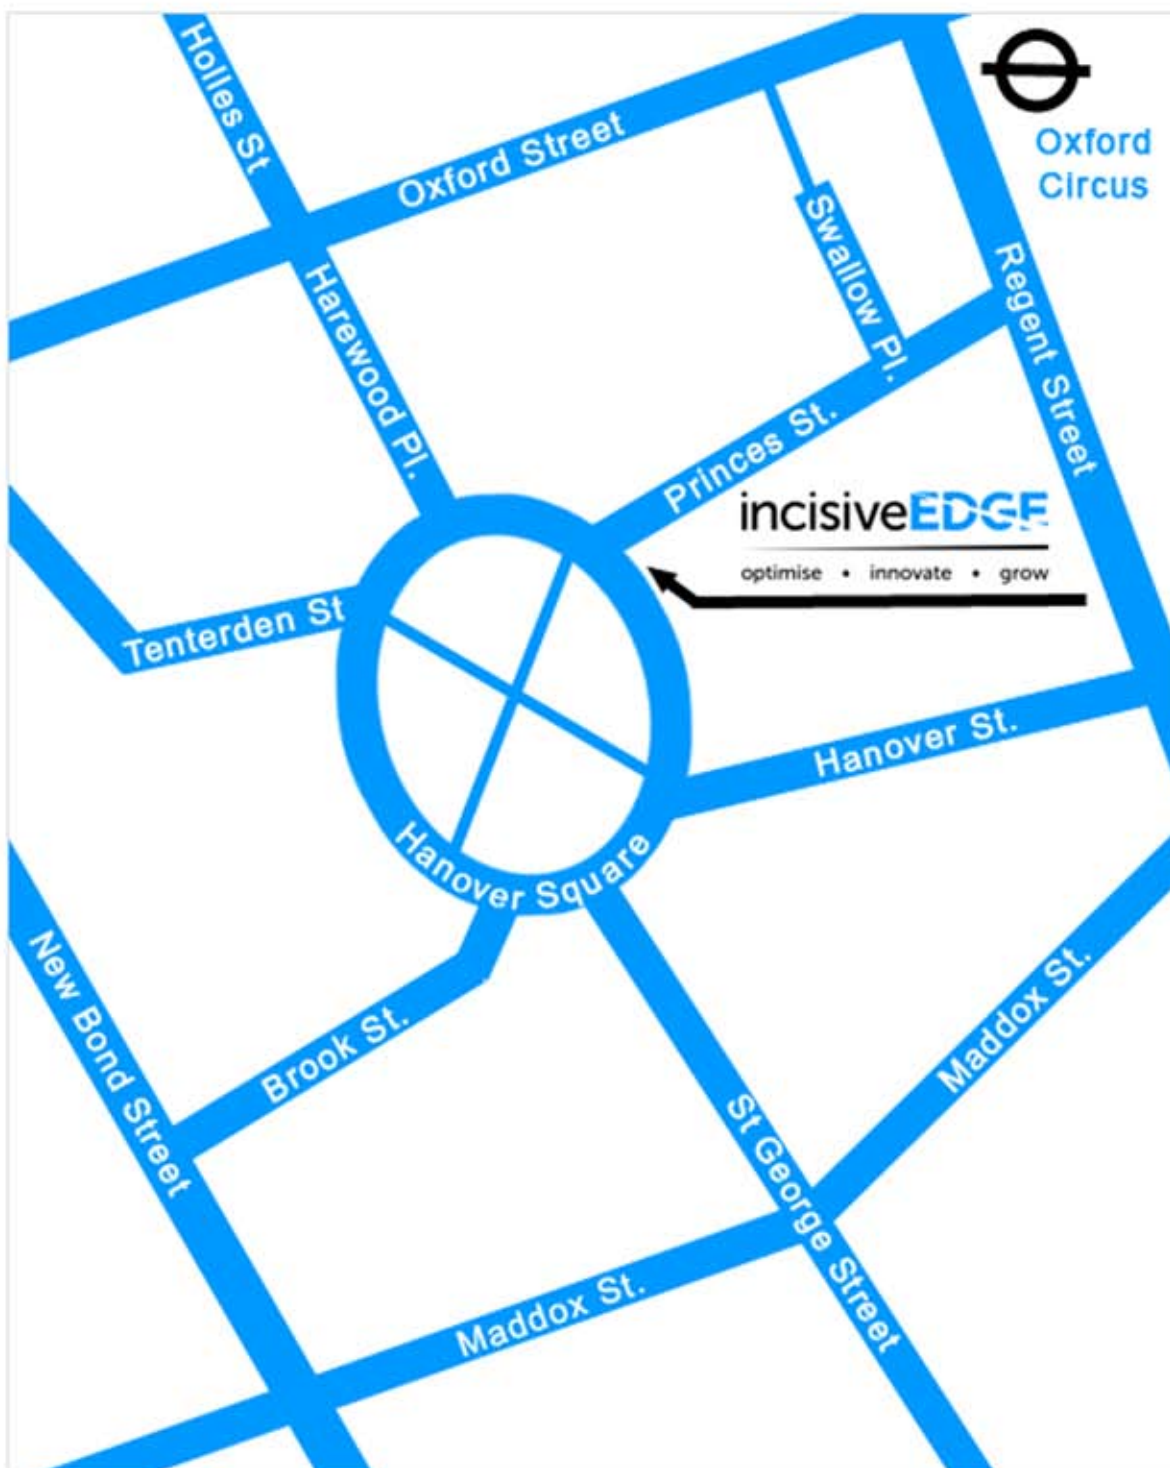 Holles St
Oxford Street
Oxford
Circus
Swallow Pl.
Regent Street
Harewood Pl.
Princes St.
incisiveEDGE
optimise • innovate • grow
Tenterden St
Hanover St.
Hanover Square
New Bond Street
Brook St.
Maddox St.
St George Street
Maddox St.